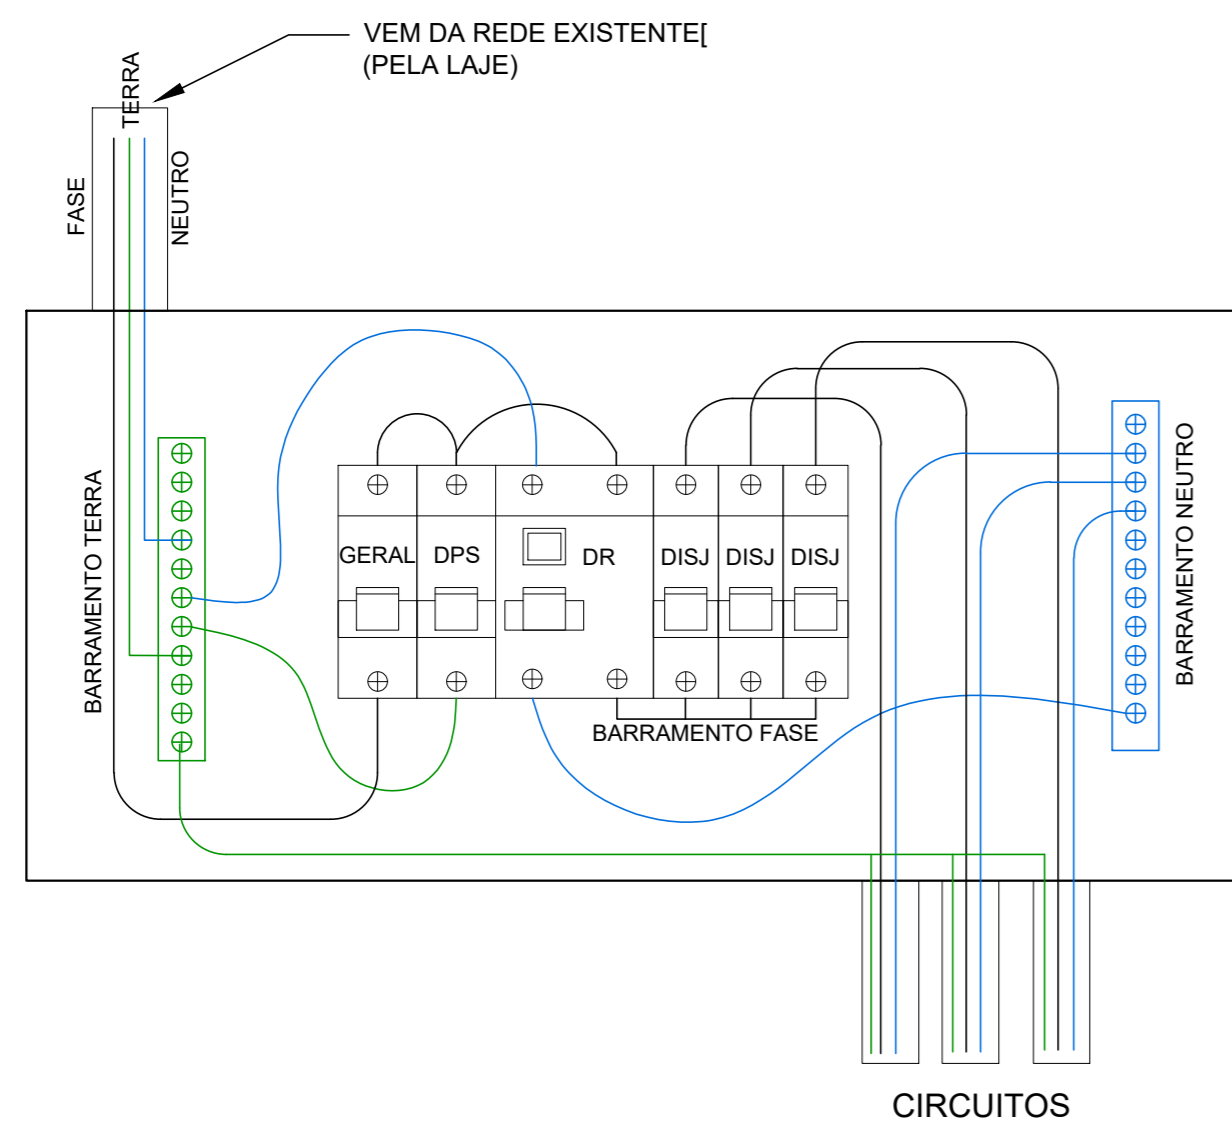 VEM DA REDE EXISTENTE[
(PELA LAJE)
TERRA
FASE
NEUTRO
BARRAMENTO TERRA
GERAL
DPS
DR
DISJ
DISJ
DISJ
BARRAMENTO FASE
BARRAMENTO NEUTRO
CIRCUITOS